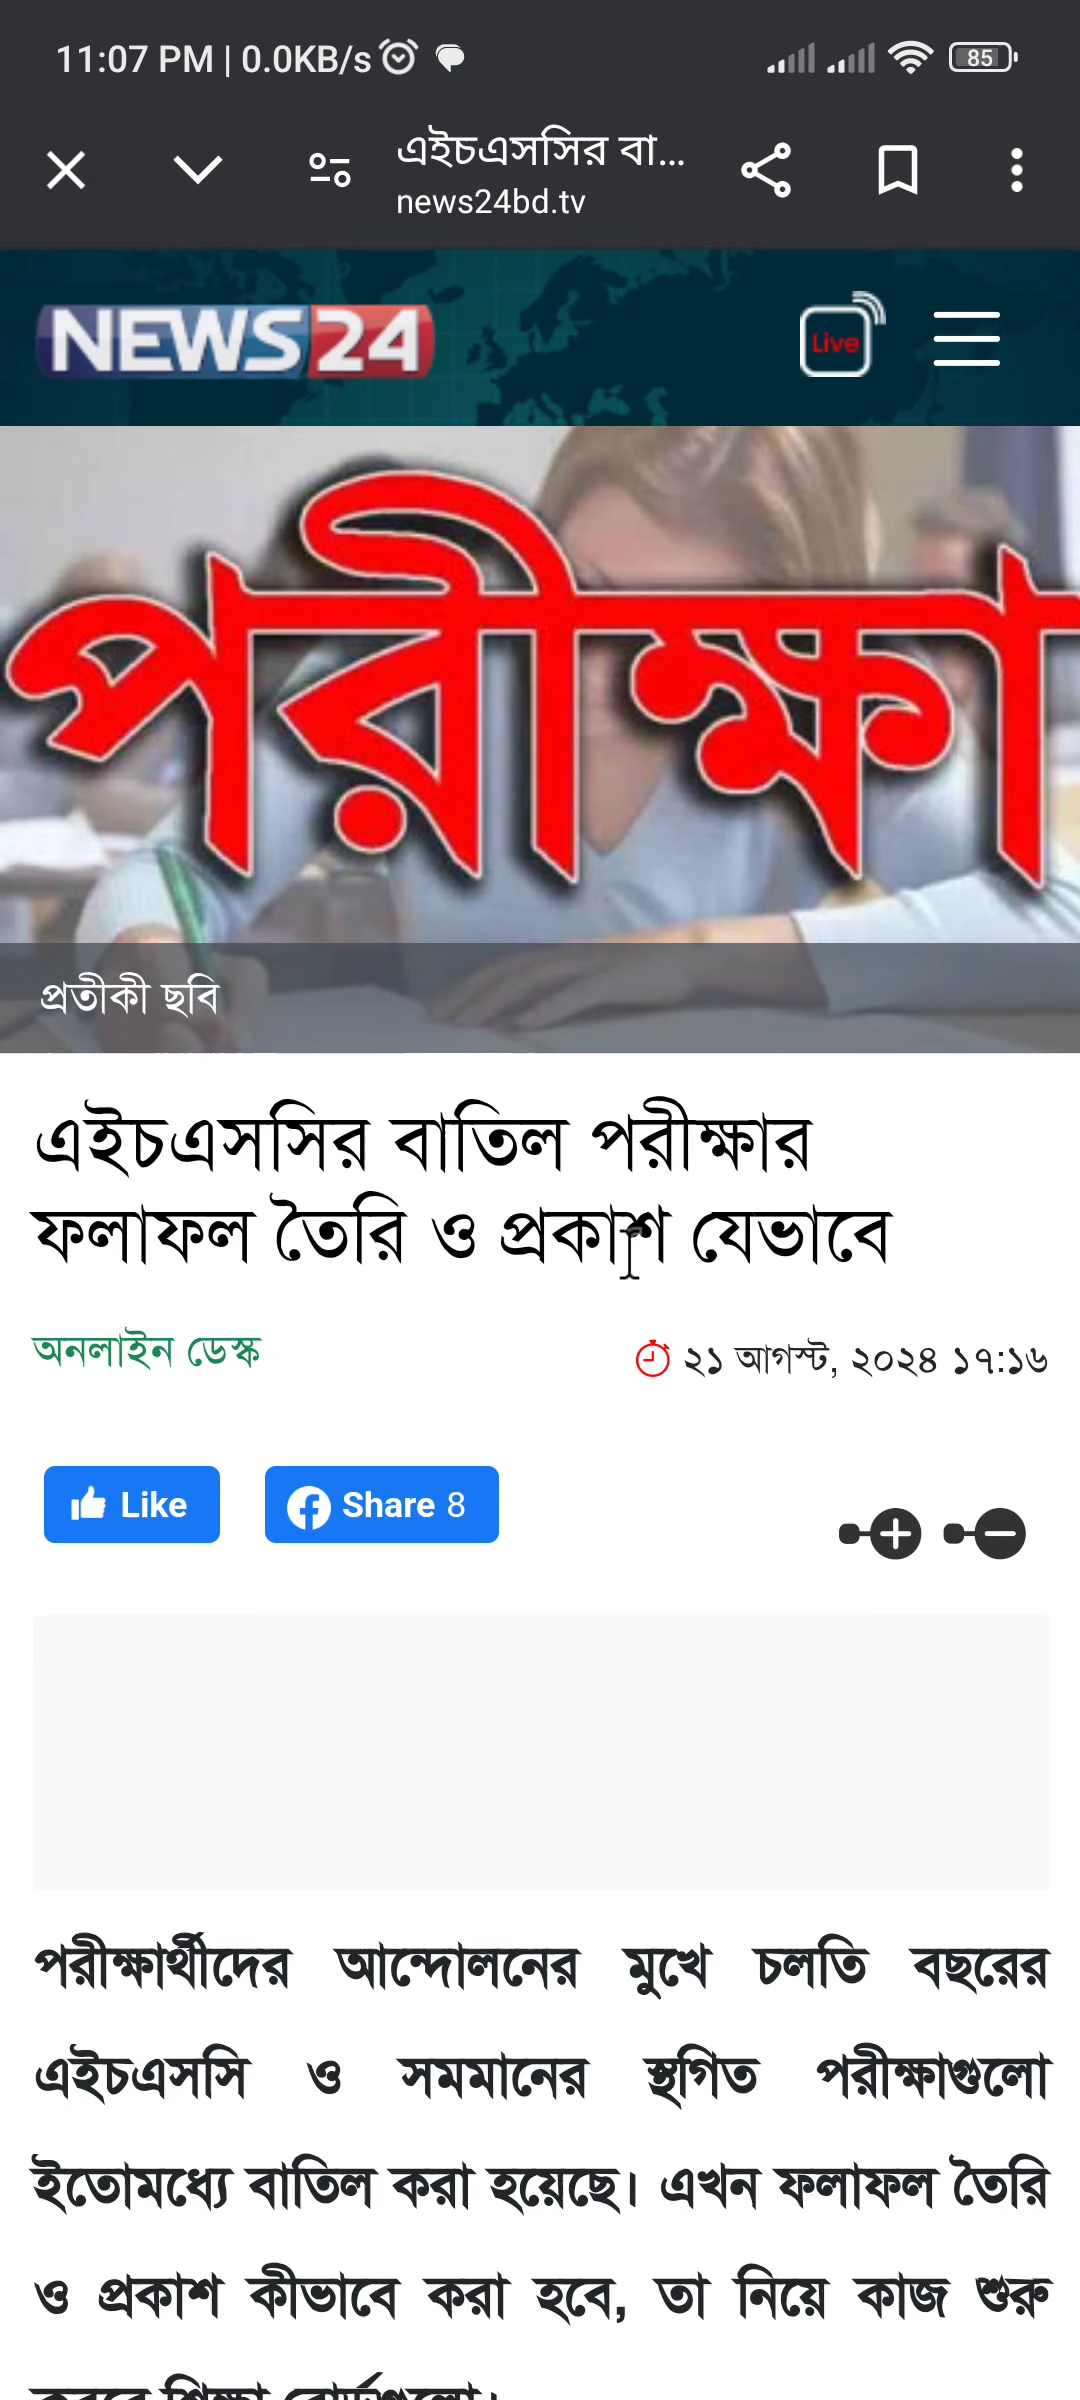 11:07 PM | 0.0KB/s
85
এইচএসসির বা...
news24bd.tv
NEWS24
Live
পরীক্ষা
প্রতীকী ছবি
এইচএসসির বাতিল পরীক্ষার
ফলাফল তৈরি ও প্রকাশ যেভাবে
অনলাইন ডেস্ক
২১ আগস্ট, ২০২৪ ১৭:১৬
Like
Share 8
পরীক্ষার্থীদের আন্দোলনের মুখে চলতি বছরের
এইচএসসি ও সমমানের স্থগিত পরীক্ষাগুলো
ইতোমধ্যে বাতিল করা হয়েছে। এখন ফলাফল তৈরি
ও প্রকাশ কীভাবে করা হবে, তা নিয়ে কাজ শুরু